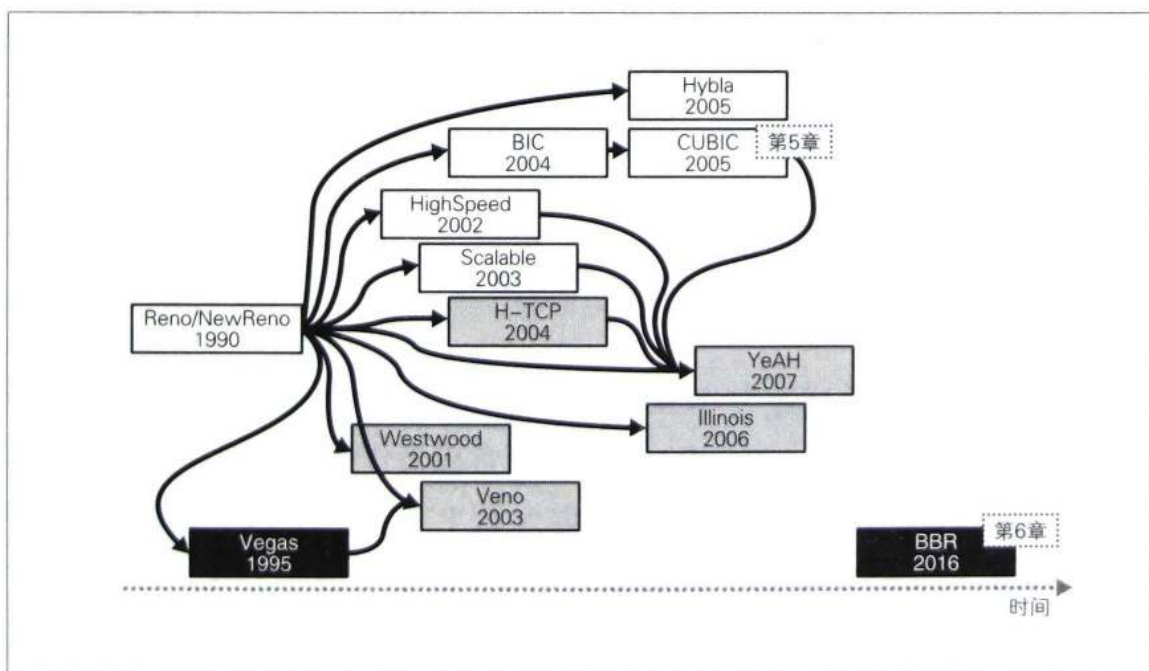 Hybla
2005
BIC
2004
CUBIC
2005
第5章
HighSpeed
2002
Scalable
2003
Reno/NewReno
1990
H-TCP
2004
YeAH
2007
Illinois
2006
Westwood
2001
Veno
2003
Vegas
1995
BBR
2016
第6章
时间